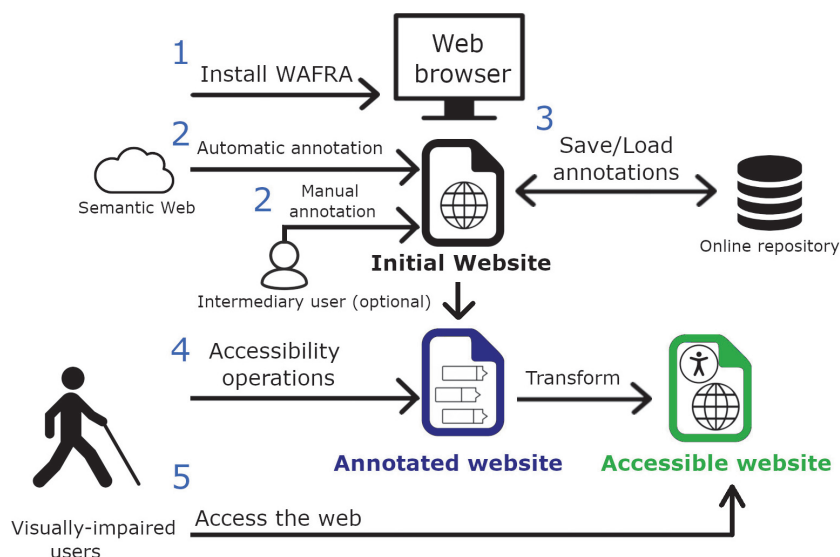 1
Install WAFRA
Web
browser
2
Automatic annotation
Semantic Web
3
Save/Load
annotations
Online repository
2
Manual
annotation
Intermediary user (optional)
Initial Website
4
Accessibility
operations
Annotated website
Transform
Accessible website
5
Access the web
Visually-impaired
users